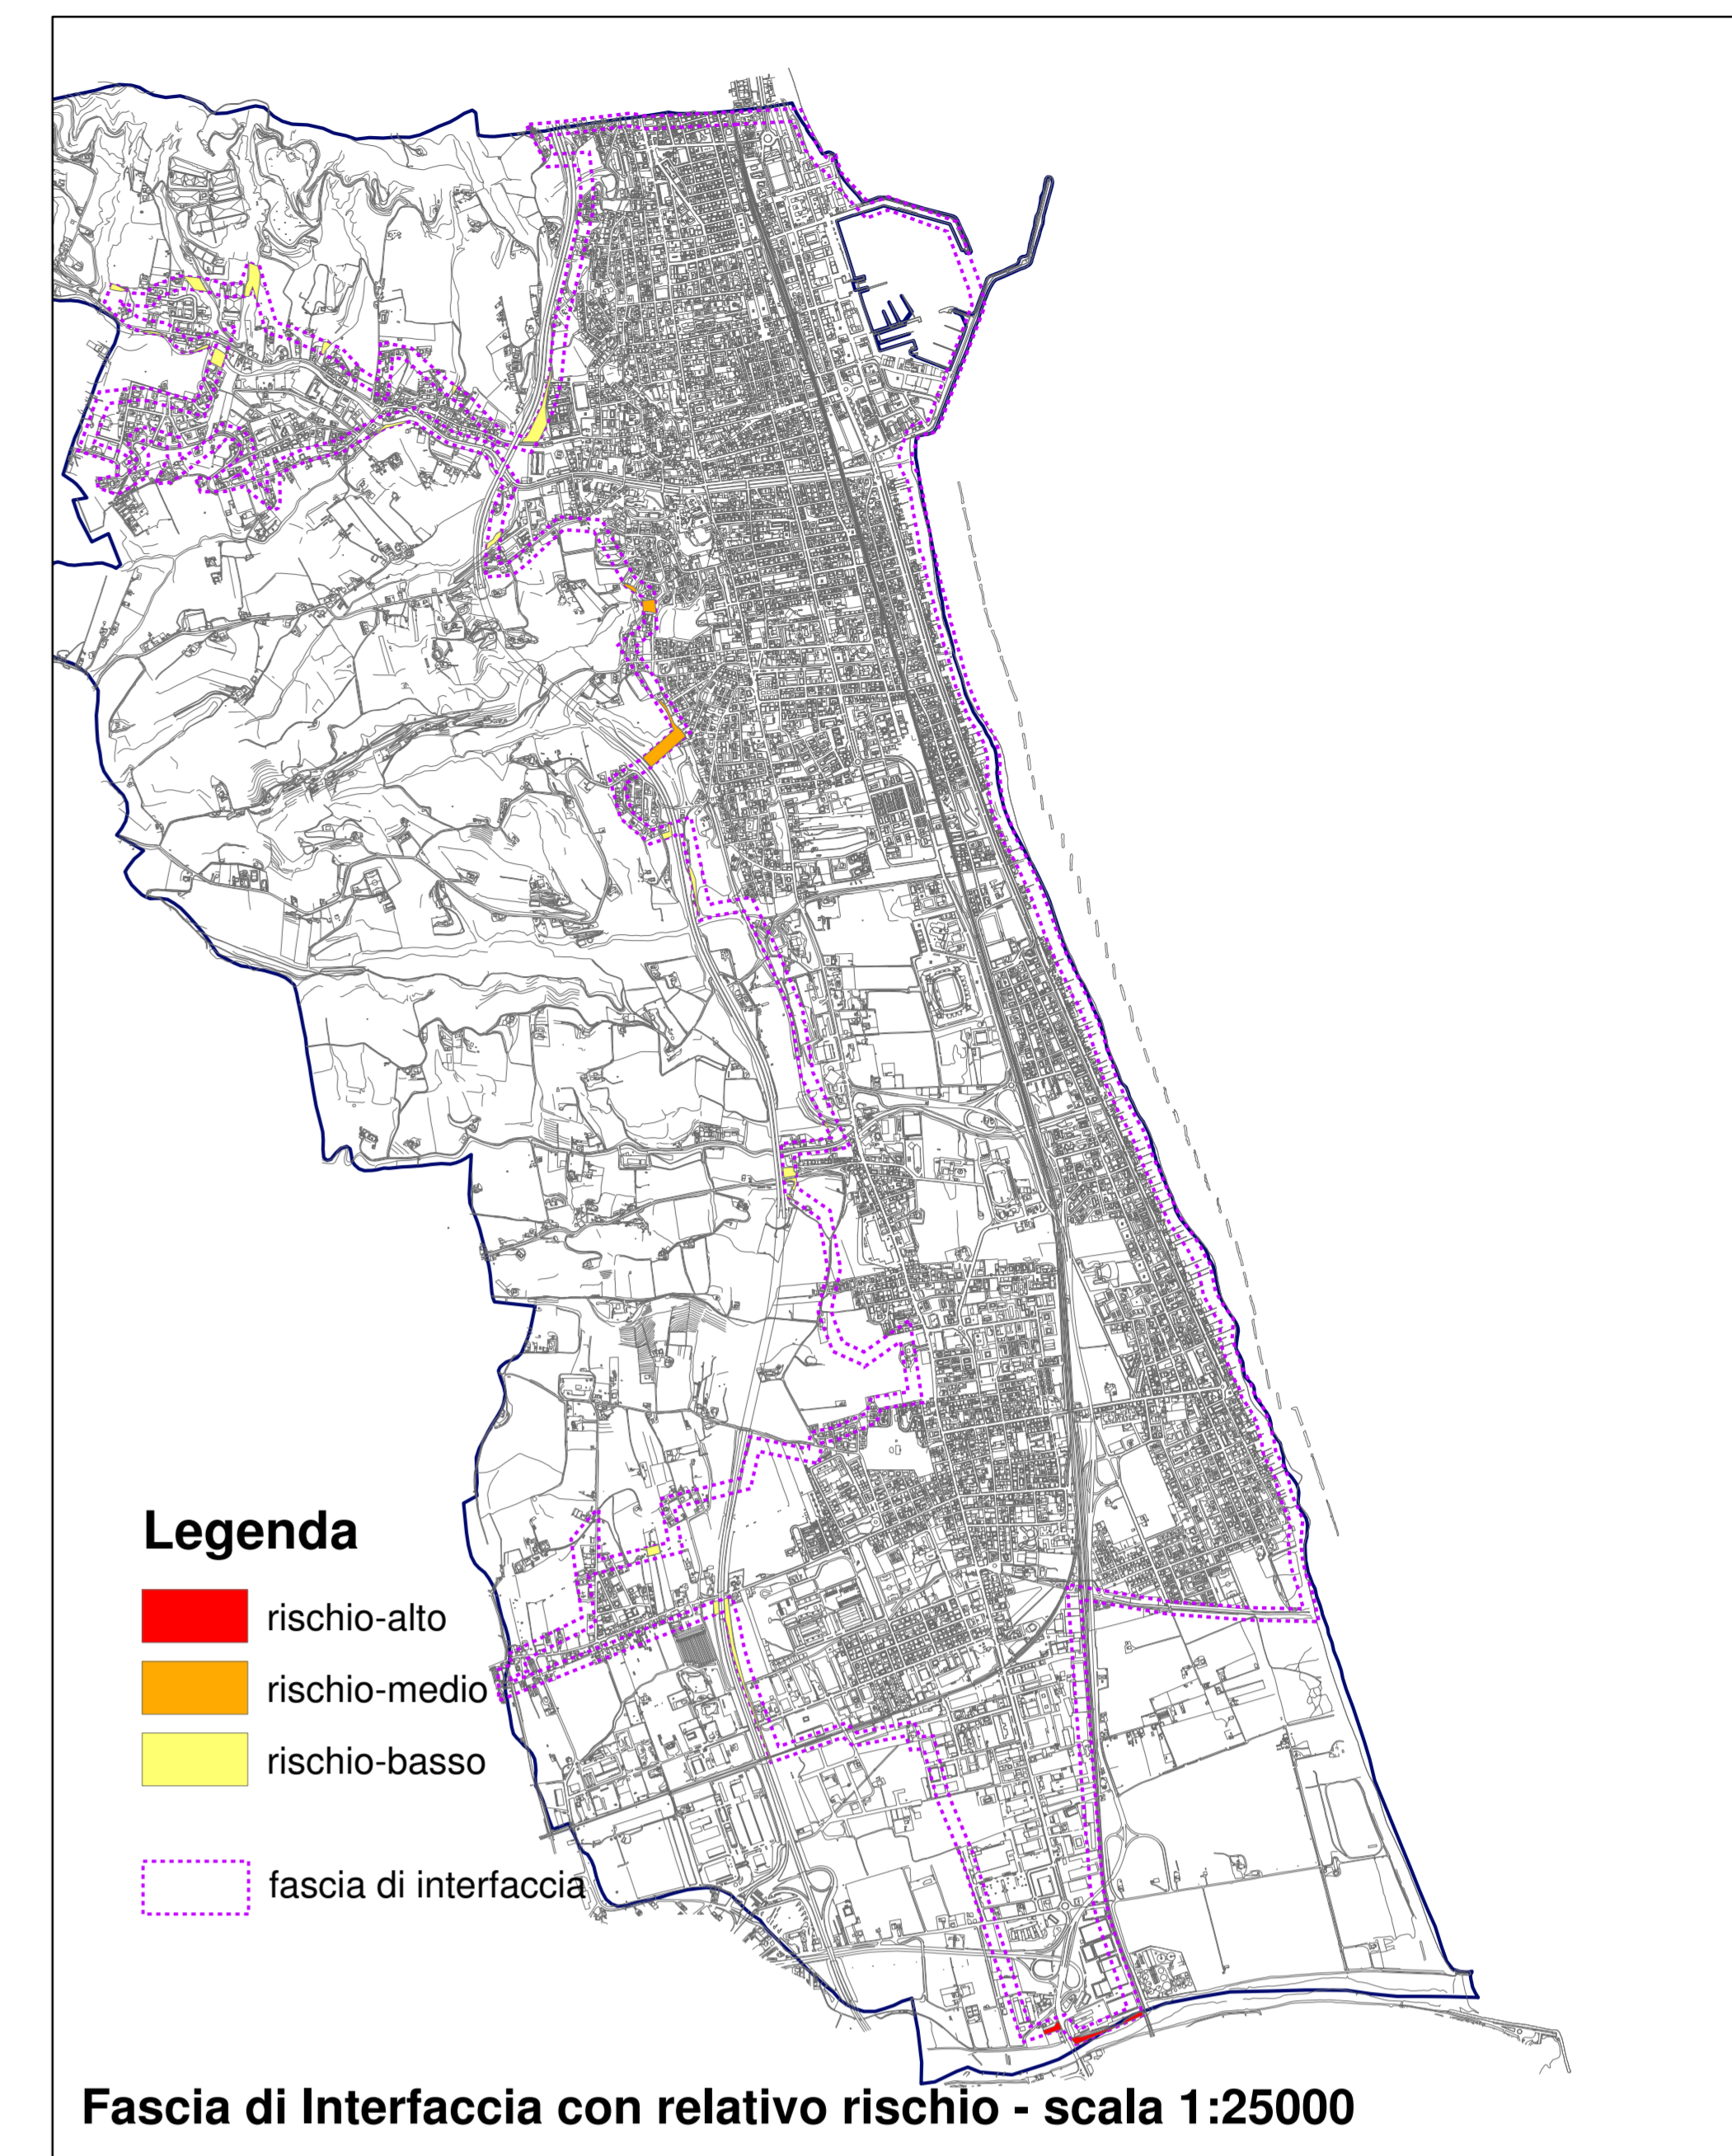 Legenda
rischio-alto
rischio-medio
rischio-basso
fascia di interfaccia
Fascia di Interfaccia con relativo rischio - scala 1:25000